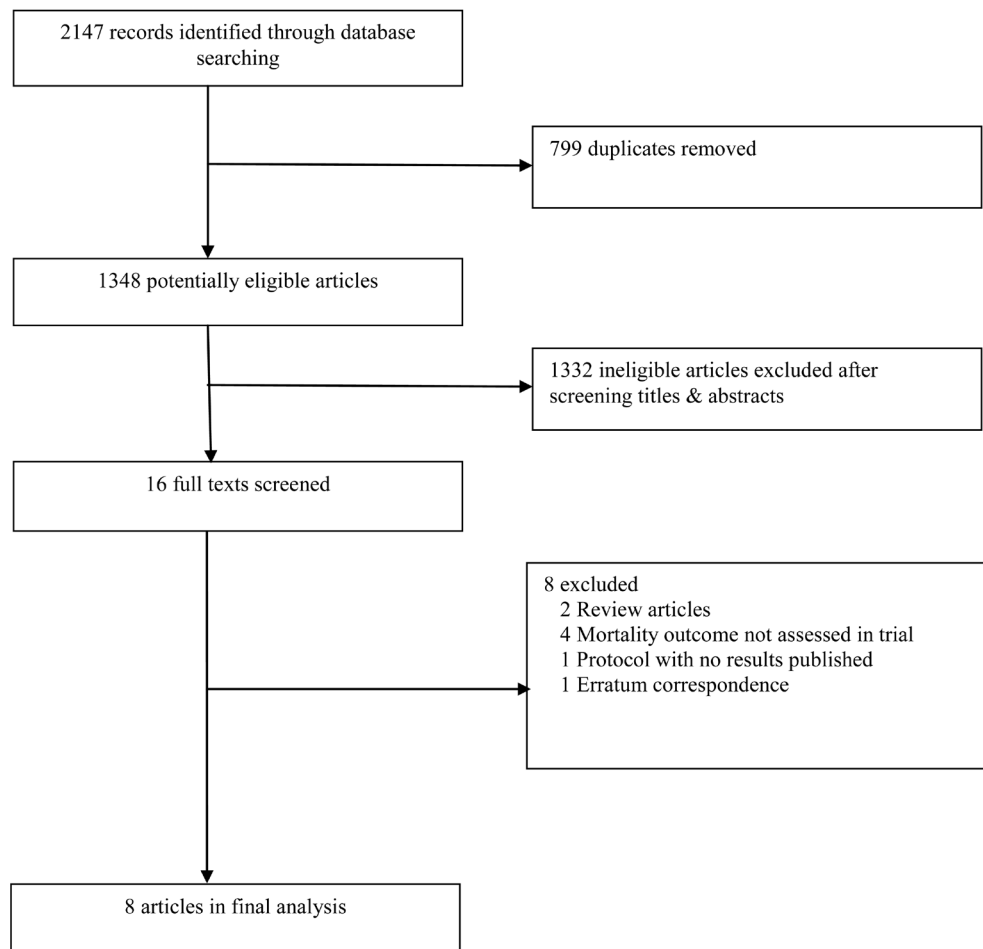 2147 records identified through database
searching
799 duplicates removed
1348 potentially eligible articles
1332 ineligible articles excluded after
screening titles & abstracts
16 full texts screened
8 excluded
2 Review articles
4 Mortality outcome not assessed in trial
1 Protocol with no results published
1 Erratum correspondence
8 articles in final analysis